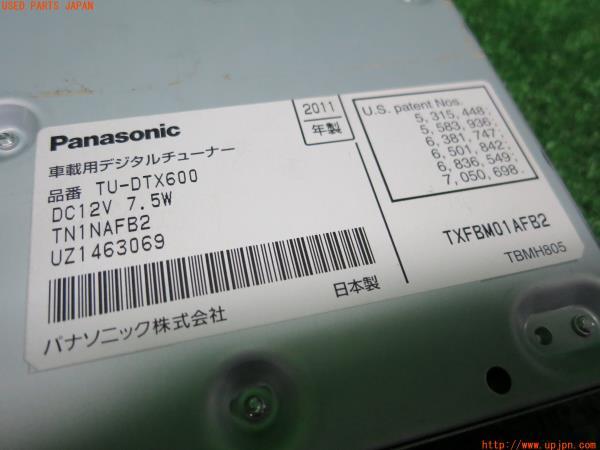 USED PARTS JAPAN
Panasonic
2011
年製
車載用デジタルチューナー
品番 TU-DTX600
DC12V 7.5W
TN1NAFB2
UZ1463069
日本製
パナソニック株式会社
U.S. patent Nos.
5,315,448;
5,583,936;
6,381,747;
6,501,842;
6,836,549;
7,050,698;
TXFBM01AFB2
TBMH805
http://www.upjpn.com